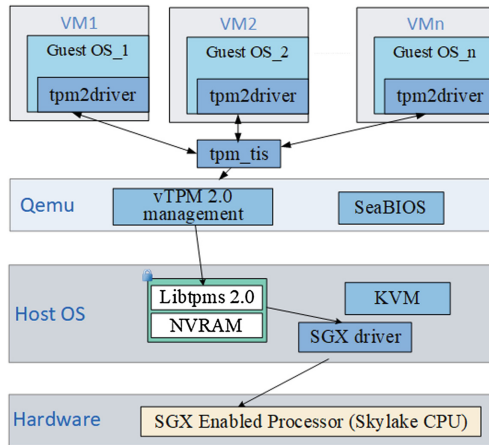 VM1
VM2
VMn
Guest OS_1
Guest OS_2
Guest OS_n
tpm2driver
tpm2driver
tpm2driver
tpm_tis
Qemu
vTPM 2.0
management
SeaBIOS
Host OS
Libtpms 2.0
NVRAM
KVM
SGX driver
Hardware
SGX Enabled Processor (Skylake CPU)